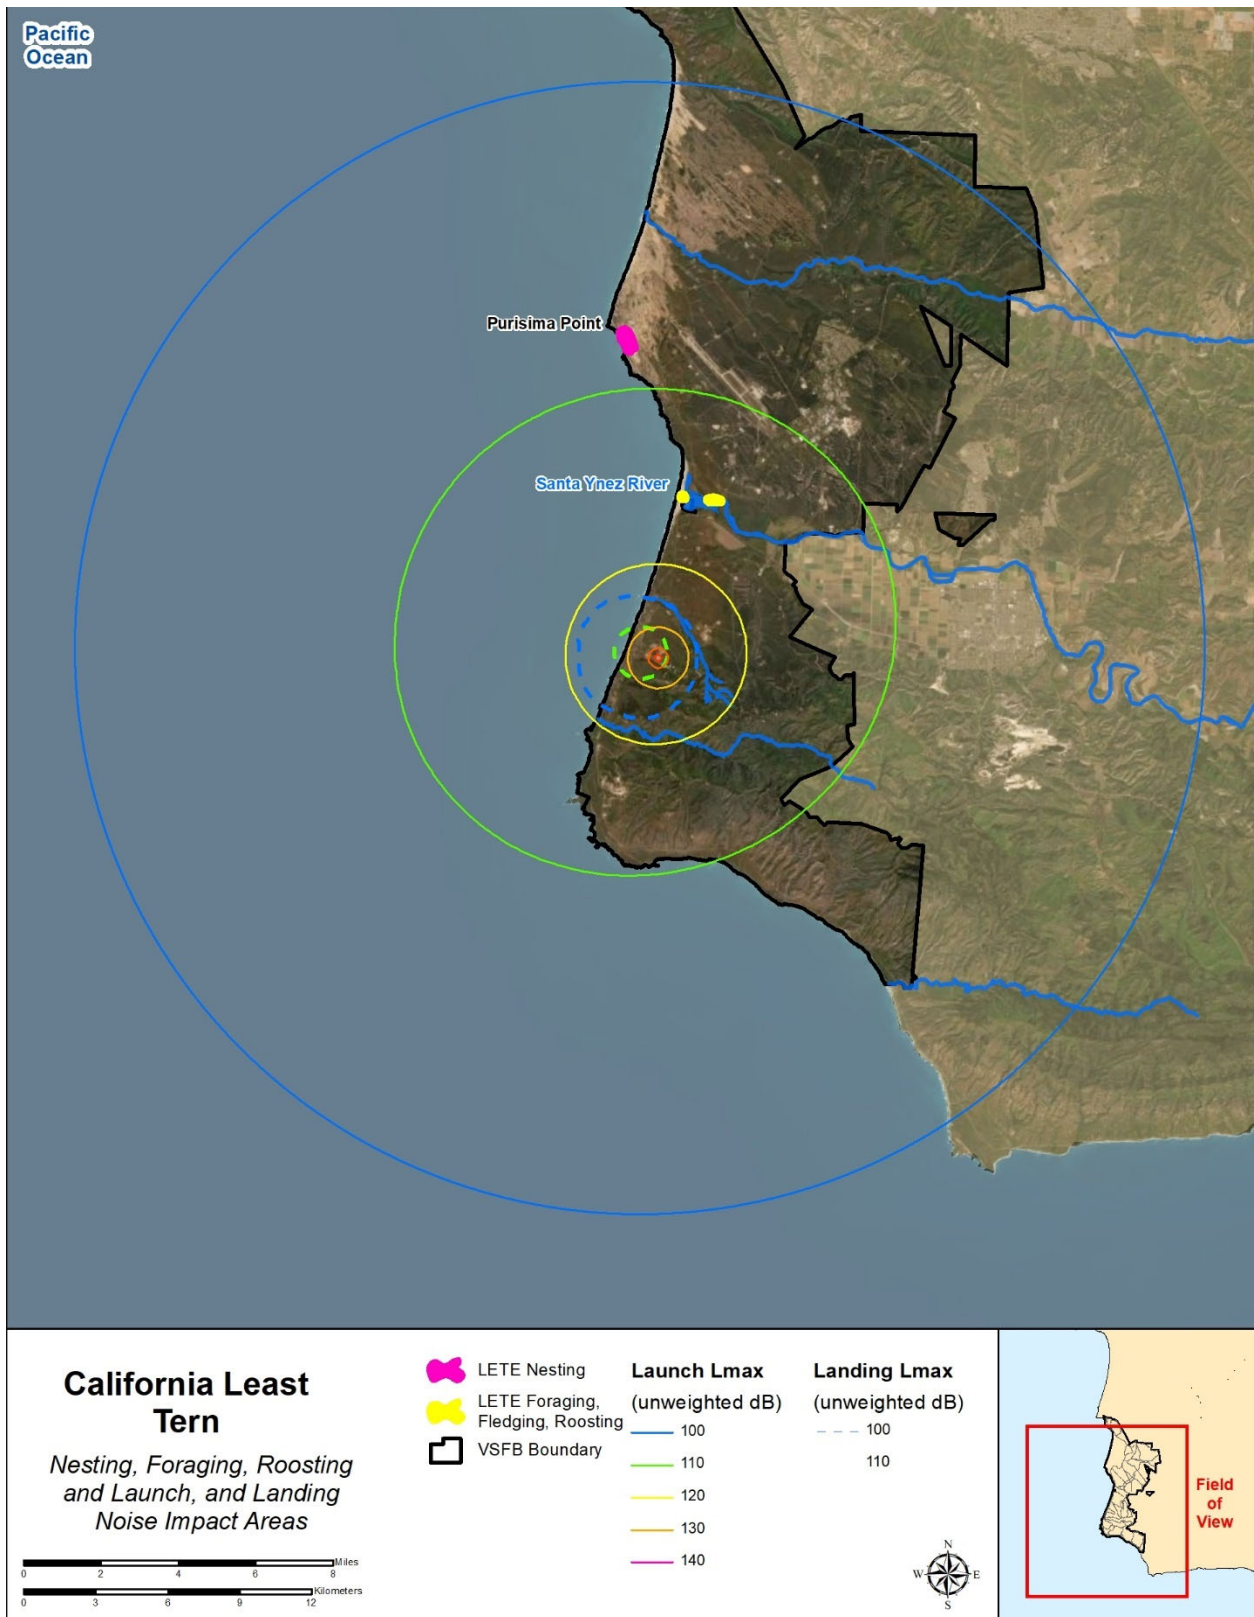 Pacific
Ocean
Purisima Point
Santa Ynez River
California Least
Tern
Nesting, Foraging, Roosting
and Launch, and Landing
Noise Impact Areas
0 2 4 6 8 Miles
0 3 6 9 12 Kilometers
LETE Nesting
LETE Foraging,
Fledging, Roosting
VSFB Boundary
Launch Lmax
(unweighted dB)
100
110
120
130
140
Landing Lmax
(unweighted dB)
100
110
N
W E
S
Field
of
View